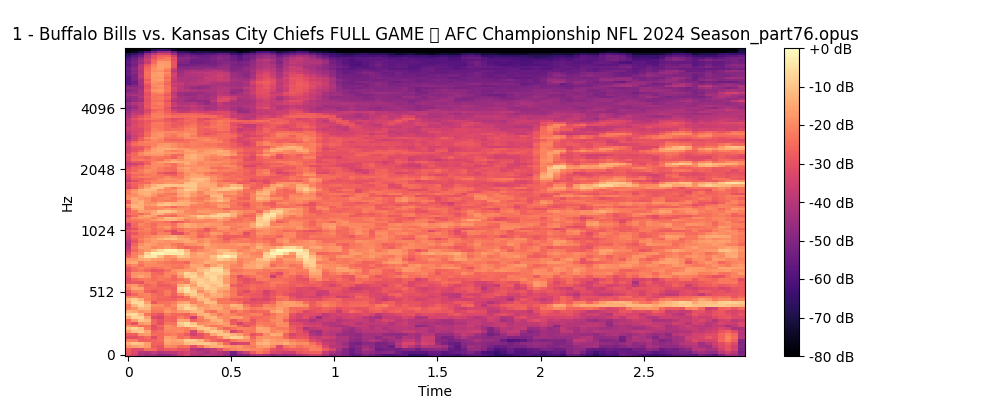 1 - Buffalo Bills vs. Kansas City Chiefs FULL GAME ▯ AFC Championship NFL 2024 Season_part76.opus
+0 dB
-10 dB
-20 dB
-30 dB
-40 dB
-50 dB
-60 dB
-70 dB
-80 dB
4096
2048
1024
512
0
Hz
0
0.5
1
1.5
2
2.5
Time